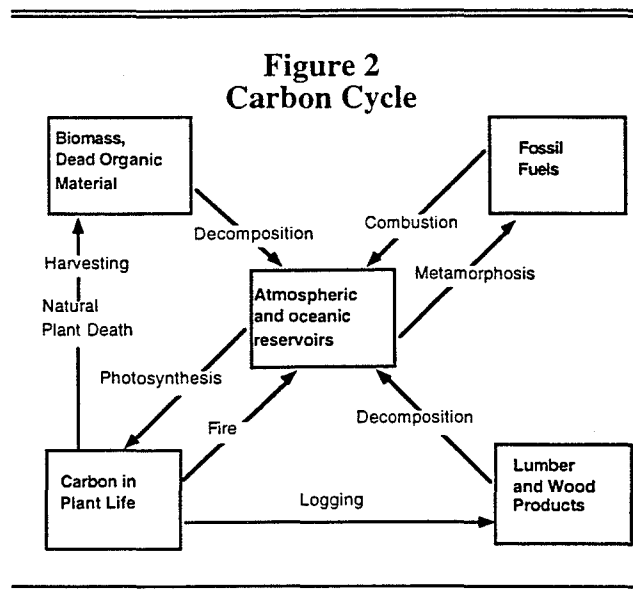 Figure 2
Carbon Cycle
Biomass,
Dead Organic
Material
Fossil
Fuels
Decomposition
Combustion
Harvesting
Metamorphosis
Natural
Plant Death
Atmospheric
and oceanic
reservoirs
Photosynthesis
Fire
Decomposition
Carbon in
Plant Life
Logging
Lumber
and Wood
Products